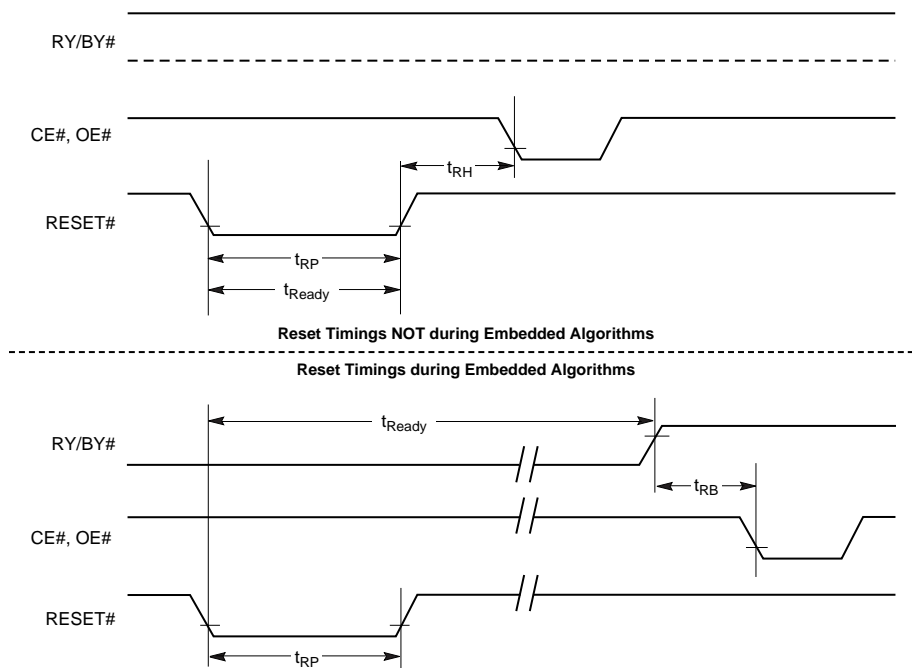 RY/BY#
CE#, OE#
tRH
RESET#
tRP
tReady
Reset Timings NOT during Embedded Algorithms
Reset Timings during Embedded Algorithms
tReady
RY/BY#
tRB
CE#, OE#
RESET#
tRP